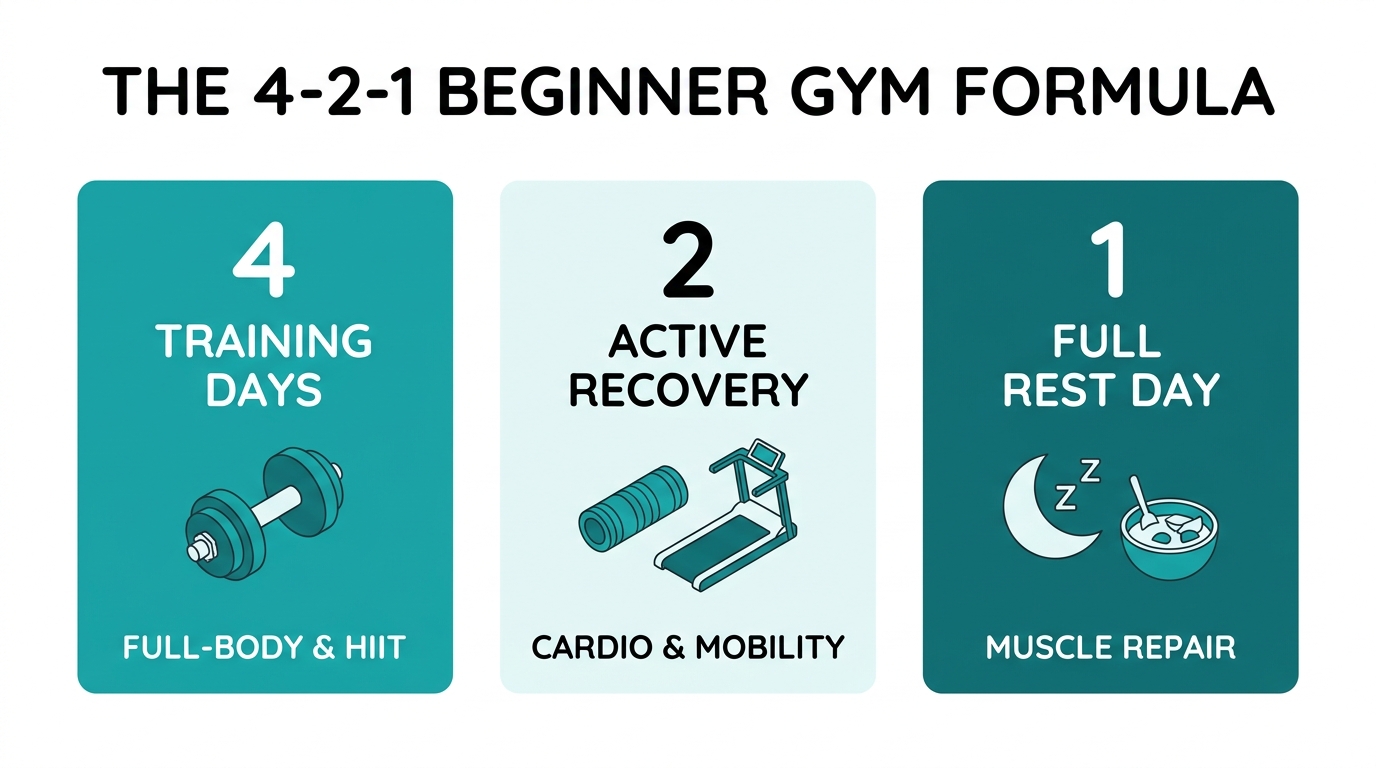 THE 4-2-1 BEGINNER GYM FORMULA
4
TRAINING
DAYS
FULL-BODY & HIIT
2
ACTIVE
RECOVERY
CARDIO & MOBILITY
1
FULL
REST DAY
Z
Z
MUSCLE REPAIR